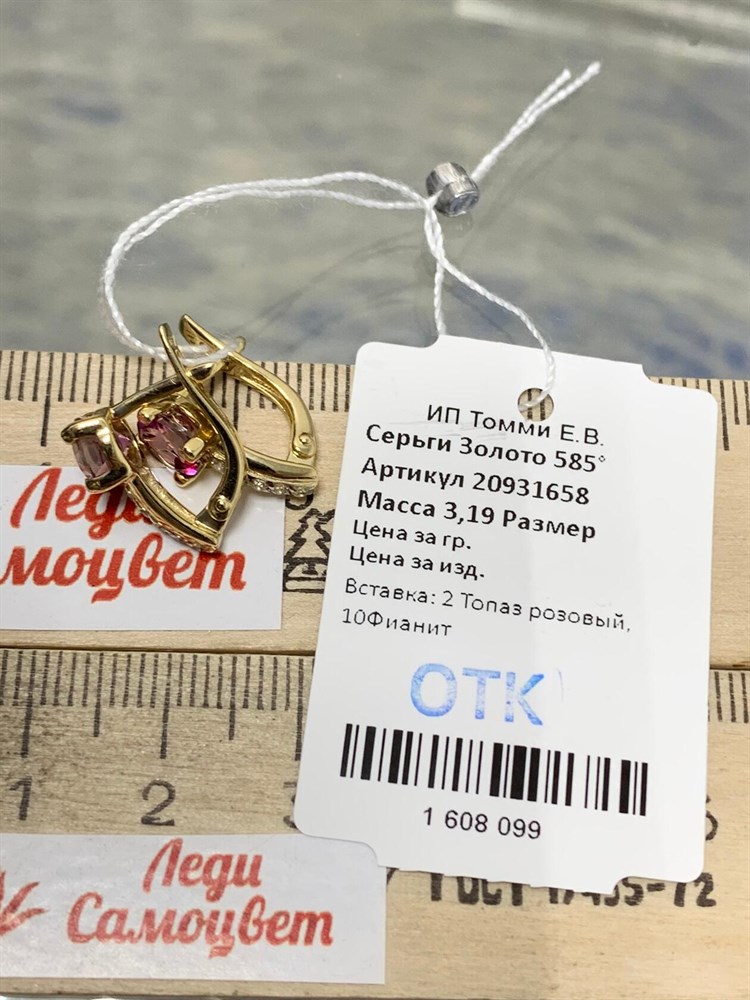 ИП Томми Е.В.
Серьги Золото 585°
Артикул 20931658
Масса 3,19 Размер
Цена за гр.
Цена за изд.
Вставка: 2 Топаз розовый,
10Фианит
ОТК
1 608 099
Леди
Самоцвет
1 2
Леди
Самоцвет